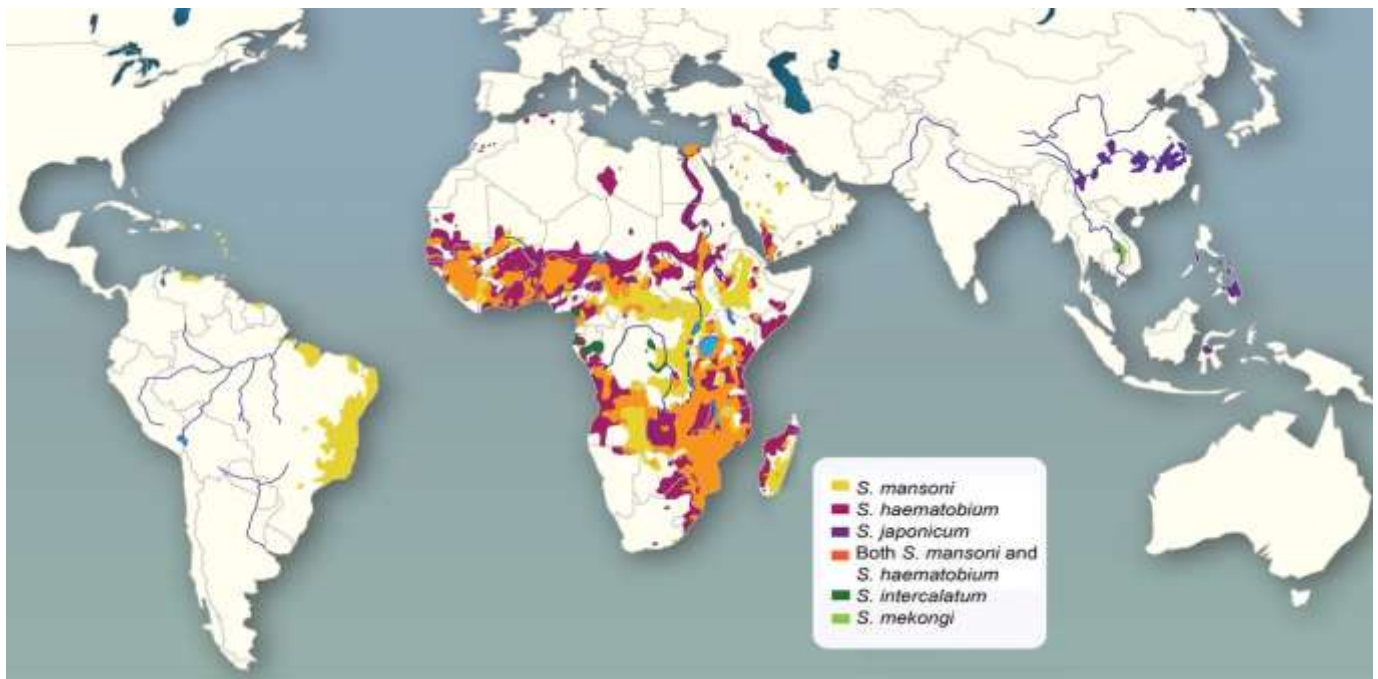 S. mansoni
S. haematobium
S. japonicum
Both S. mansoni and
S. haematobium
S. intercalatum
S. mekongi